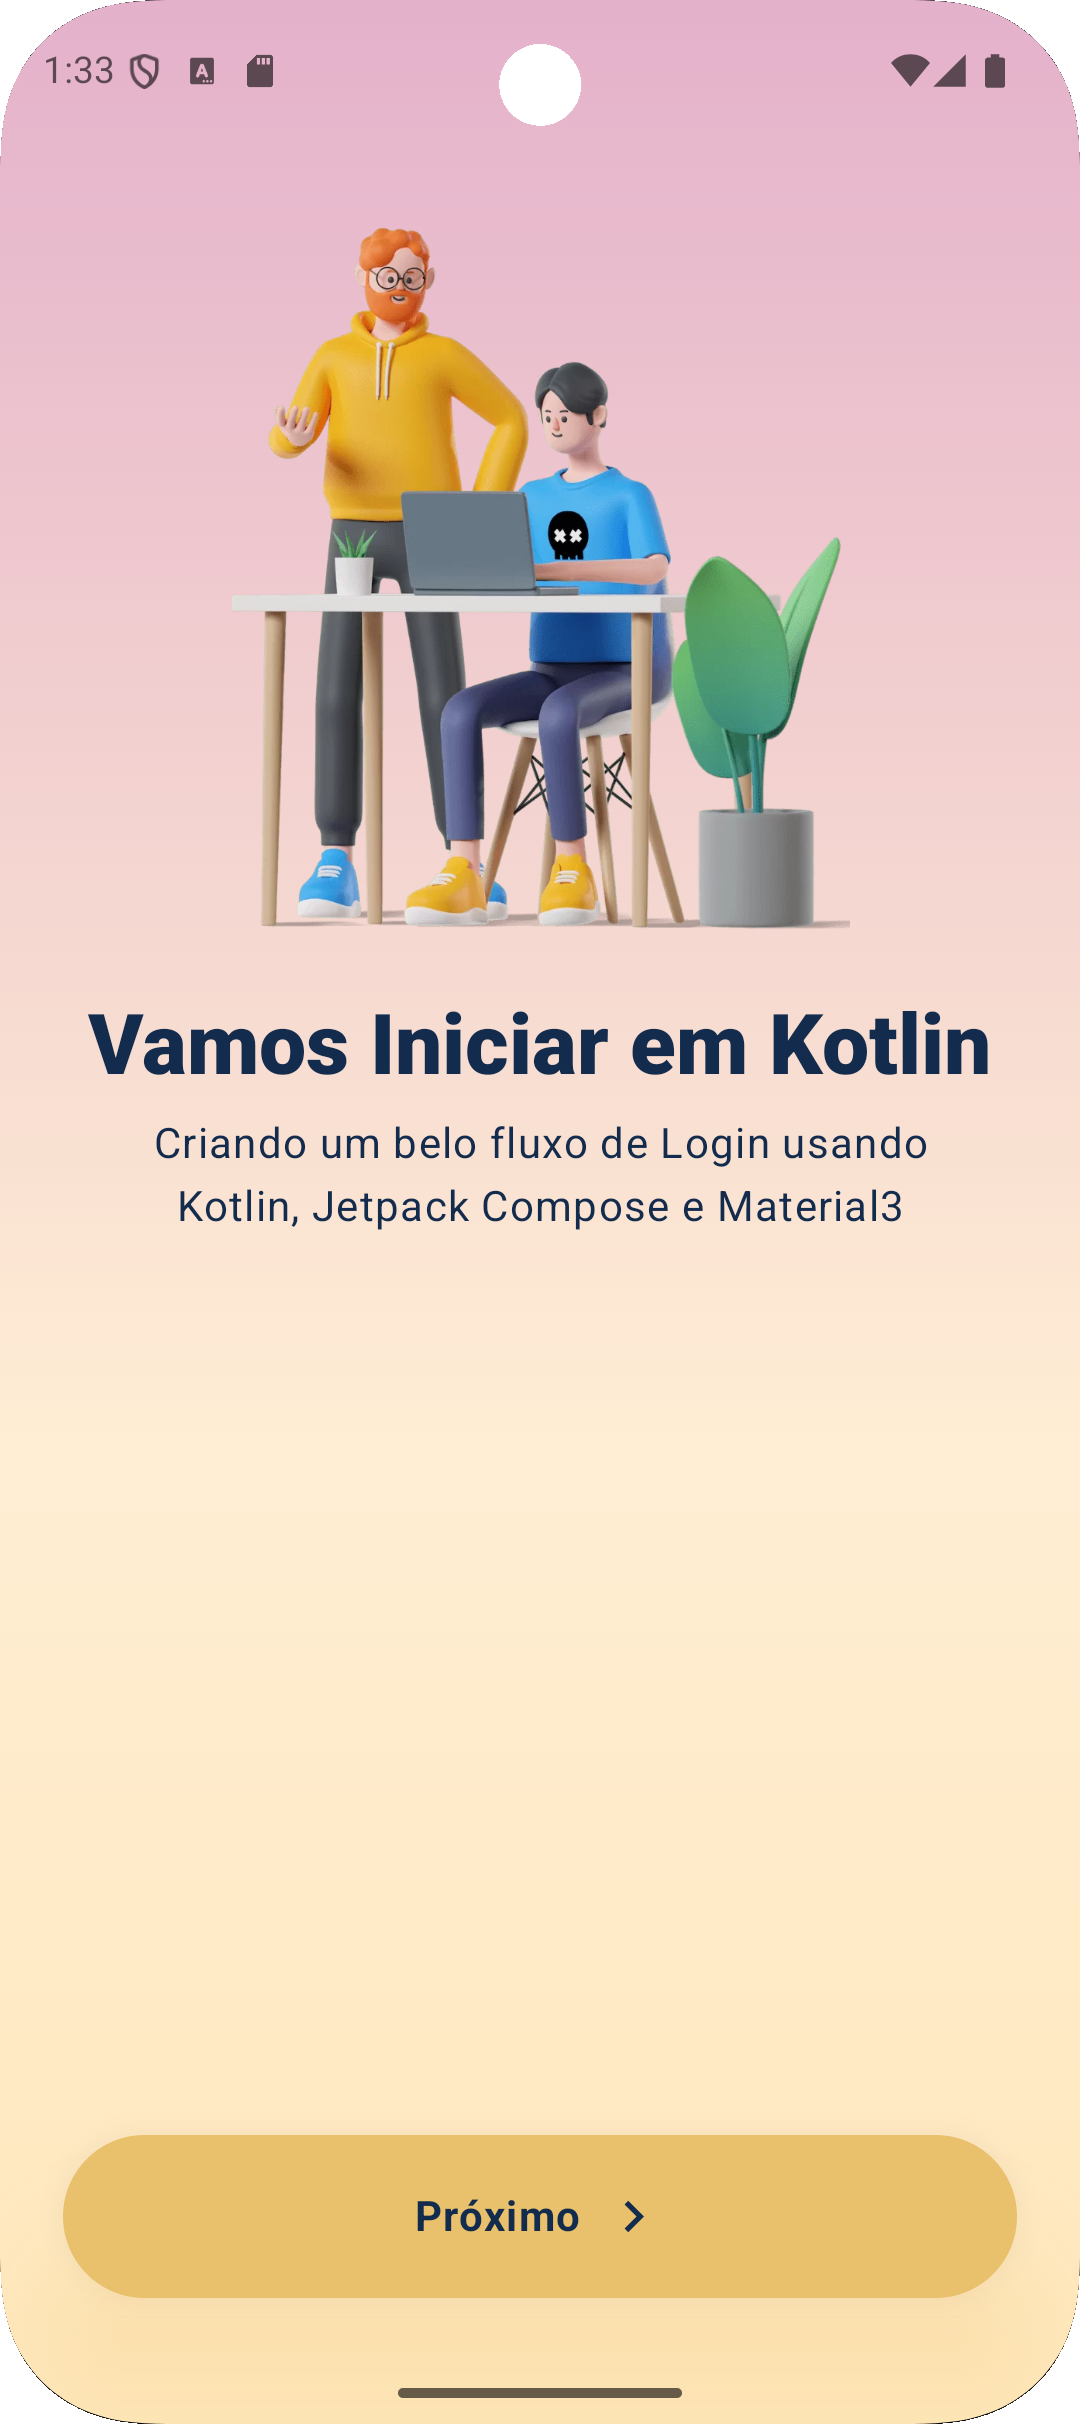 1:33
Vamos Iniciar em Kotlin
Criando um belo fluxo de Login usando
Kotlin, Jetpack Compose e Material3
Próximo